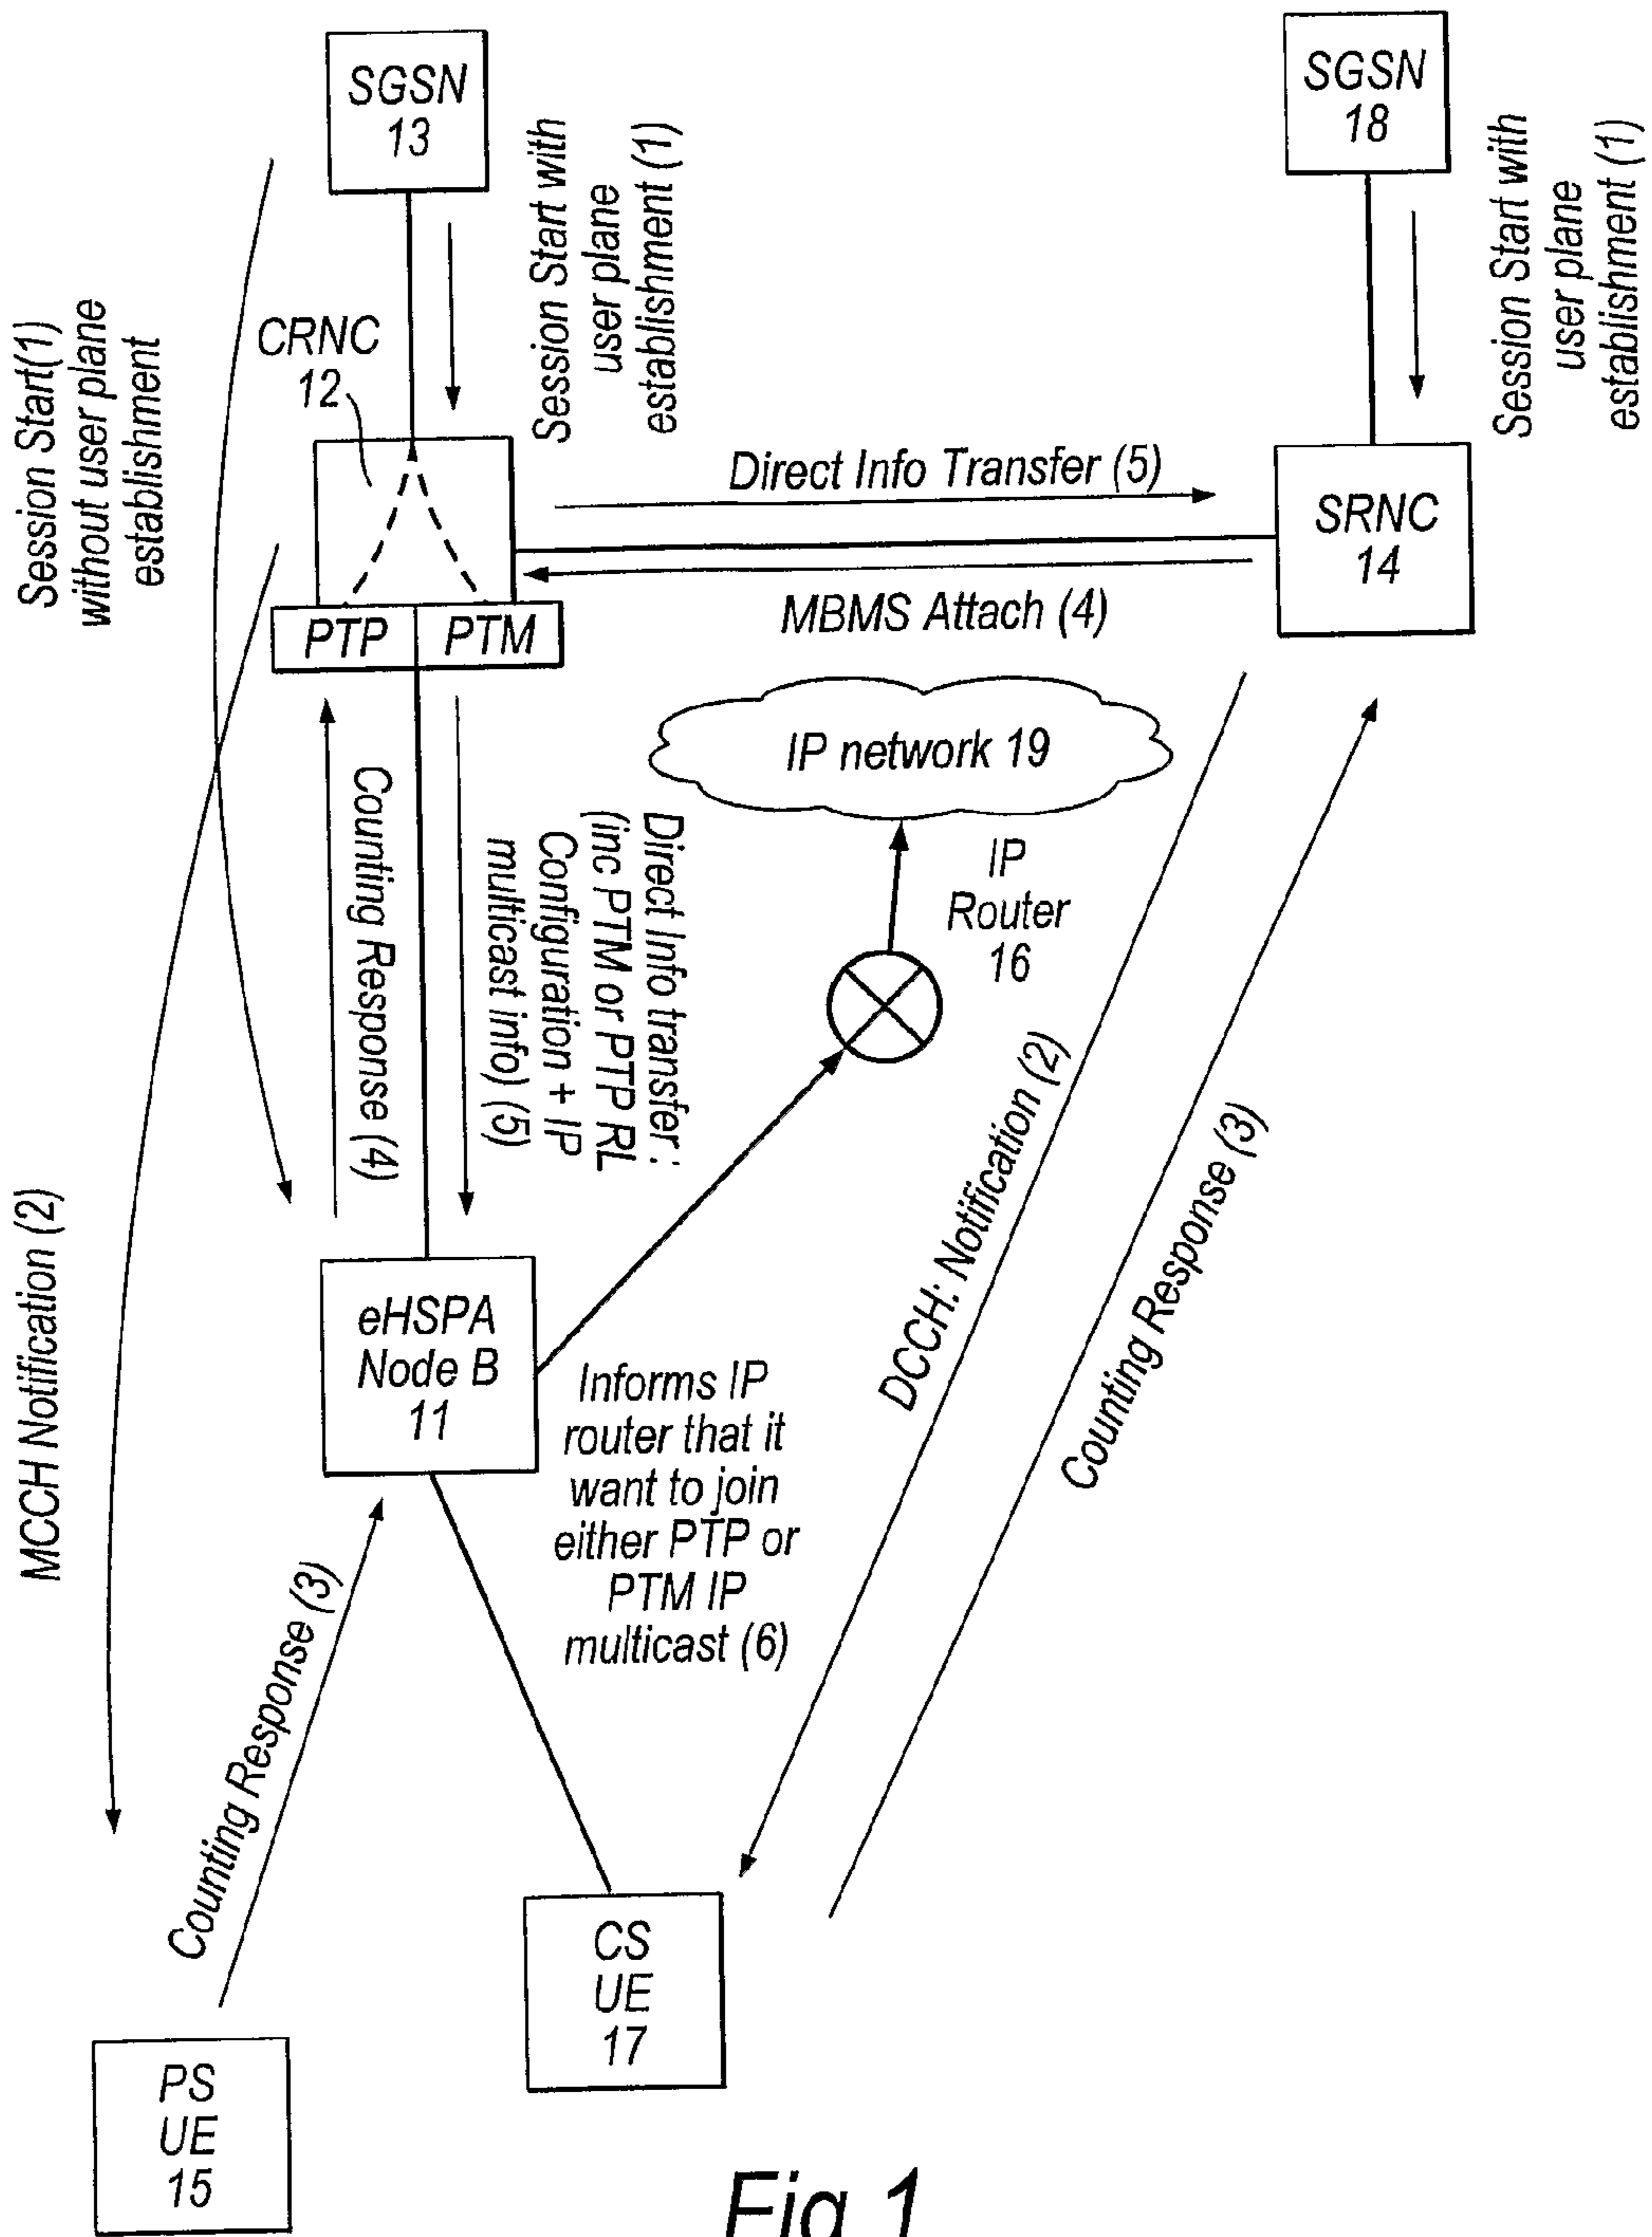 SGSN
13
SGSN
18
Session Start with
user plane
establishment (1)
Session Start with
user plane
establishment (1)
Session Start(1)
without user plane
establishment
CRNC
12
Direct Info Transfer (5)
SRNC
14
MBMS Attach (4)
PTP
PTM
IP network 19
Counting Response (4)
Direct Info transfer :
(inc PTM or PTP RL
Configuration + IP
multicast info) (5)
IP
Router
16
DCCH: Notification (2)
Counting Response (3)
MCCH Notification (2)
eHSPA
Node B
11
Informs IP
router that it
want to join
either PTP or
PTM IP
multicast (6)
Counting Response (3)
CS
UE
17
PS
UE
15
Fig 1